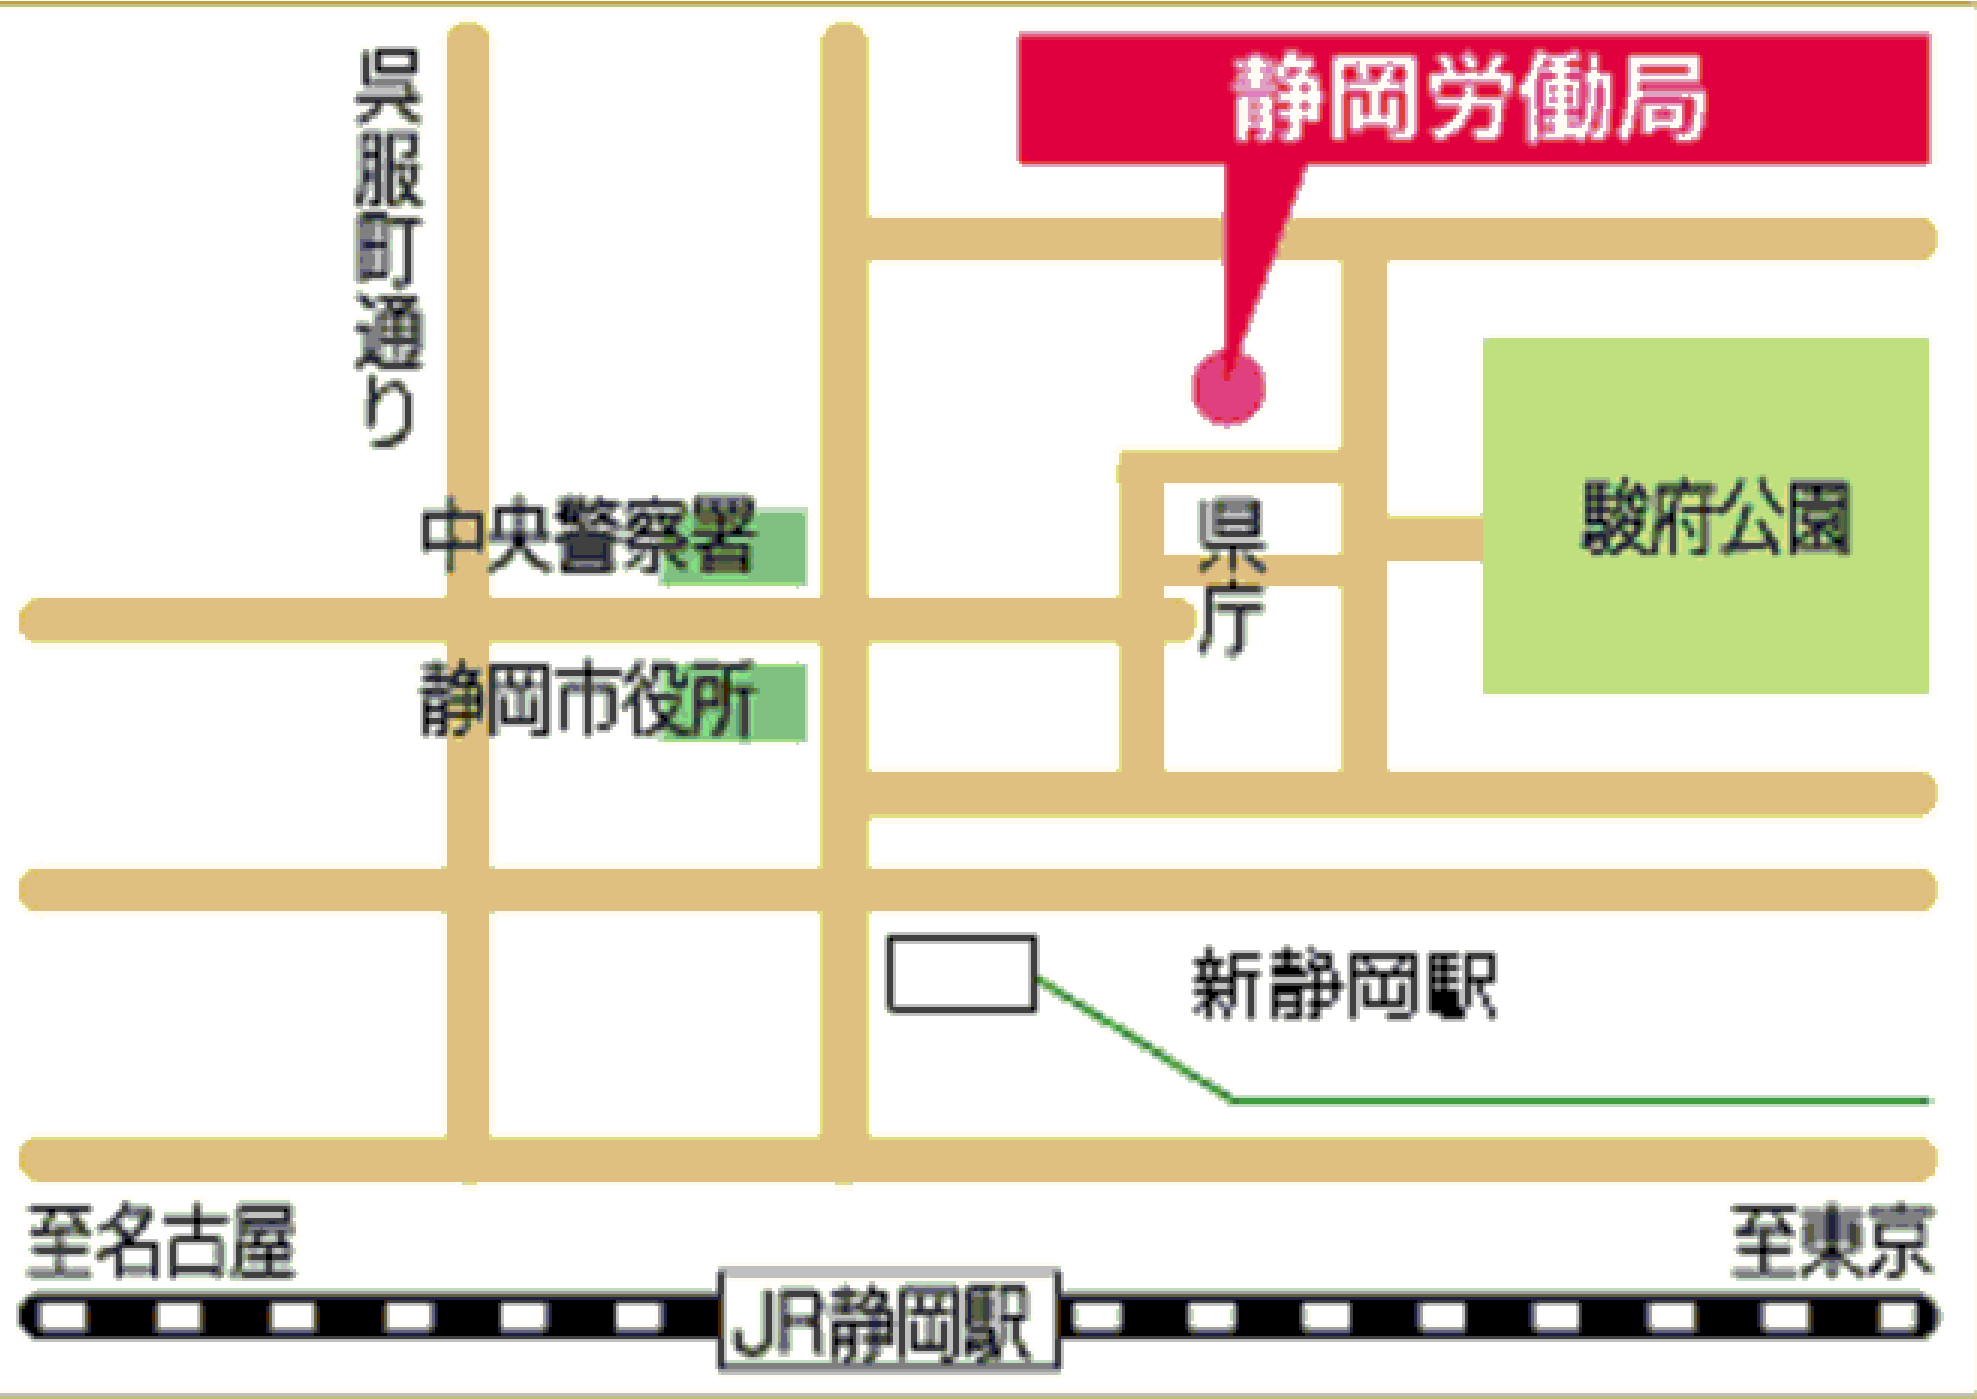 静岡労働局
呉服町通り
中央警察署
県庁
駿府公園
静岡市役所
新静岡駅
至名古屋
至東京
JR静岡駅